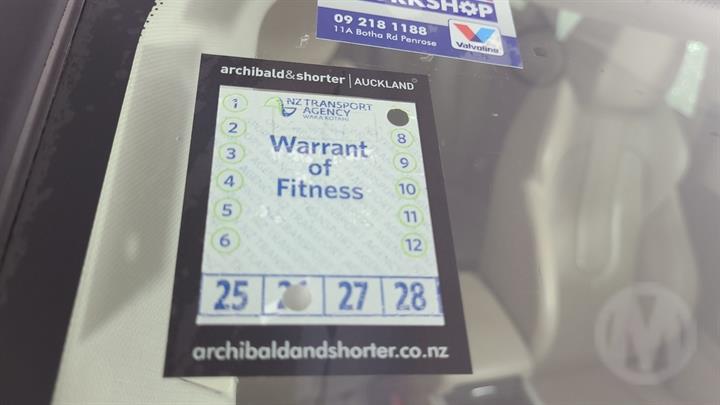 RKSHOP
09 218 1188
11A Botha Rd Penrose
Valvoline
archibald&shorter | AUCKLAND
NZ TRANSPORT
AGENCY
WAKA KOTAHI
Warrant
of
Fitness
1
2
3
4
5
6
8
9
10
11
12
25 27 28
archibaldandshorter.co.nz
M